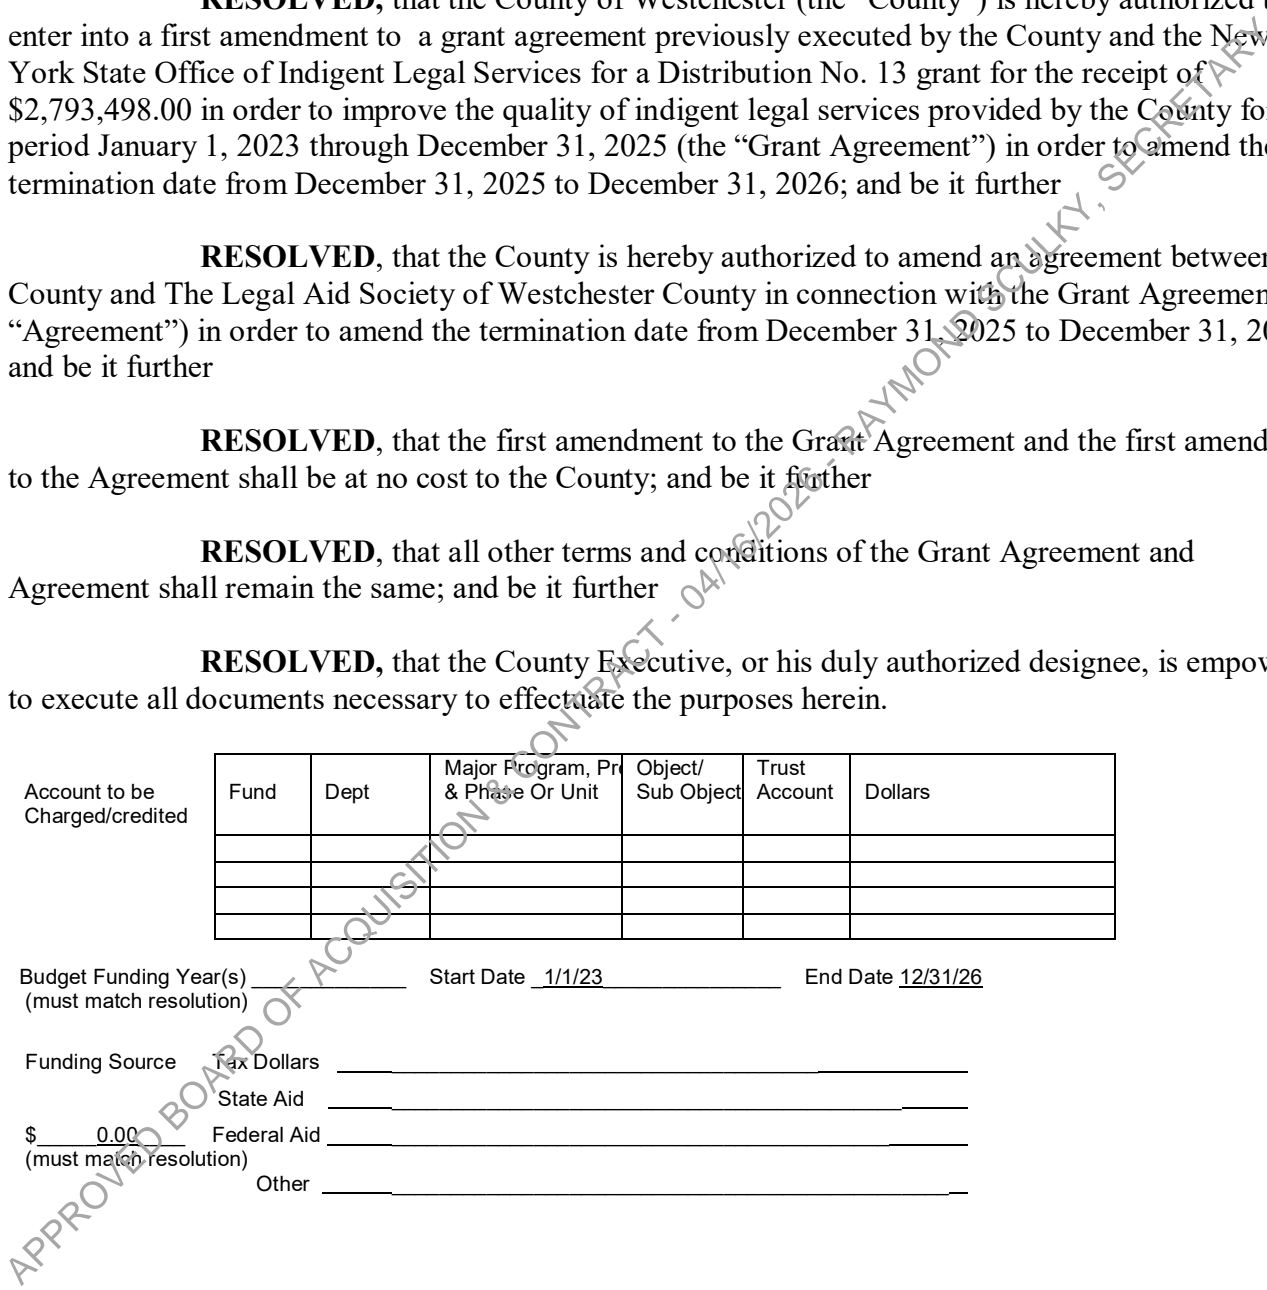 RESOLVED, that the County of Westchester (the “County”) is hereby authorized
enter into a first amendment to a grant agreement previously executed by the County and the New
York State Office of Indigent Legal Services for a Distribution No. 13 grant for the receipt of
$2,793,498.00 in order to improve the quality of indigent legal services provided by the County fo
period January 1, 2023 through December 31, 2025 (the “Grant Agreement”) in order to amend the
termination date from December 31, 2025 to December 31, 2026; and be it further
RESOLVED, that the County is hereby authorized to amend an agreement between
County and The Legal Aid Society of Westchester County in connection with the Grant Agreemen
“Agreement”) in order to amend the termination date from December 31, 2025 to December 31, 20
and be it further
RESOLVED, that the first amendment to the Grant Agreement and the first amend
to the Agreement shall be at no cost to the County; and be it further
RESOLVED, that all other terms and conditions of the Grant Agreement and
Agreement shall remain the same; and be it further
RESOLVED, that the County Executive, or his duly authorized designee, is empow
to execute all documents necessary to effectuate the purposes herein.
Account to be
Charged/credited
Fund
Dept
Major Program, Pro
& Phase Or Unit
Object/
Sub Object
Trust
Account
Dollars
Budget Funding Year(s) _____________ Start Date _1/1/23_______________ End Date 12/31/26
(must match resolution)
Funding Source Tax Dollars
State Aid
$_____0.00____ Federal Aid
(must match resolution)
Other
APPROVED BOARD OF ACQUISITION & CONTRACT - 04/16/2026 - RAYMOND SCULKY, SECRETARY